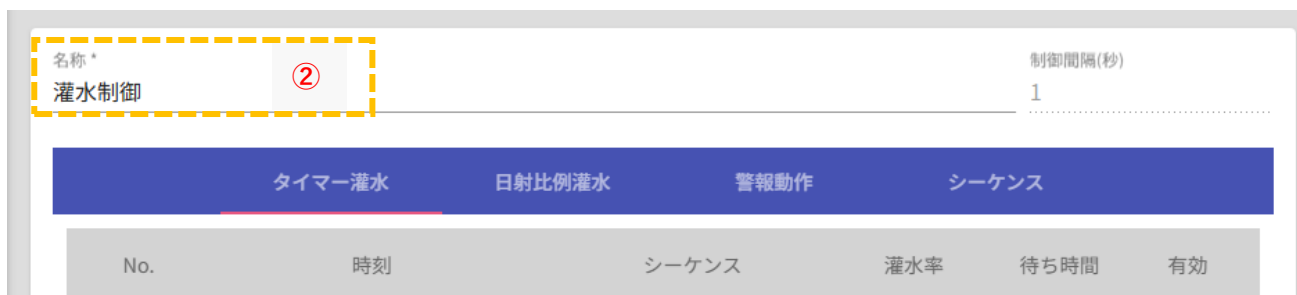 名称 *
灌水制御
②
制御間隔(秒)
1
タイマー灌水 日射比例灌水 警報動作 シーケンス
No. 時刻 シーケンス 灌水率 待ち時間 有効